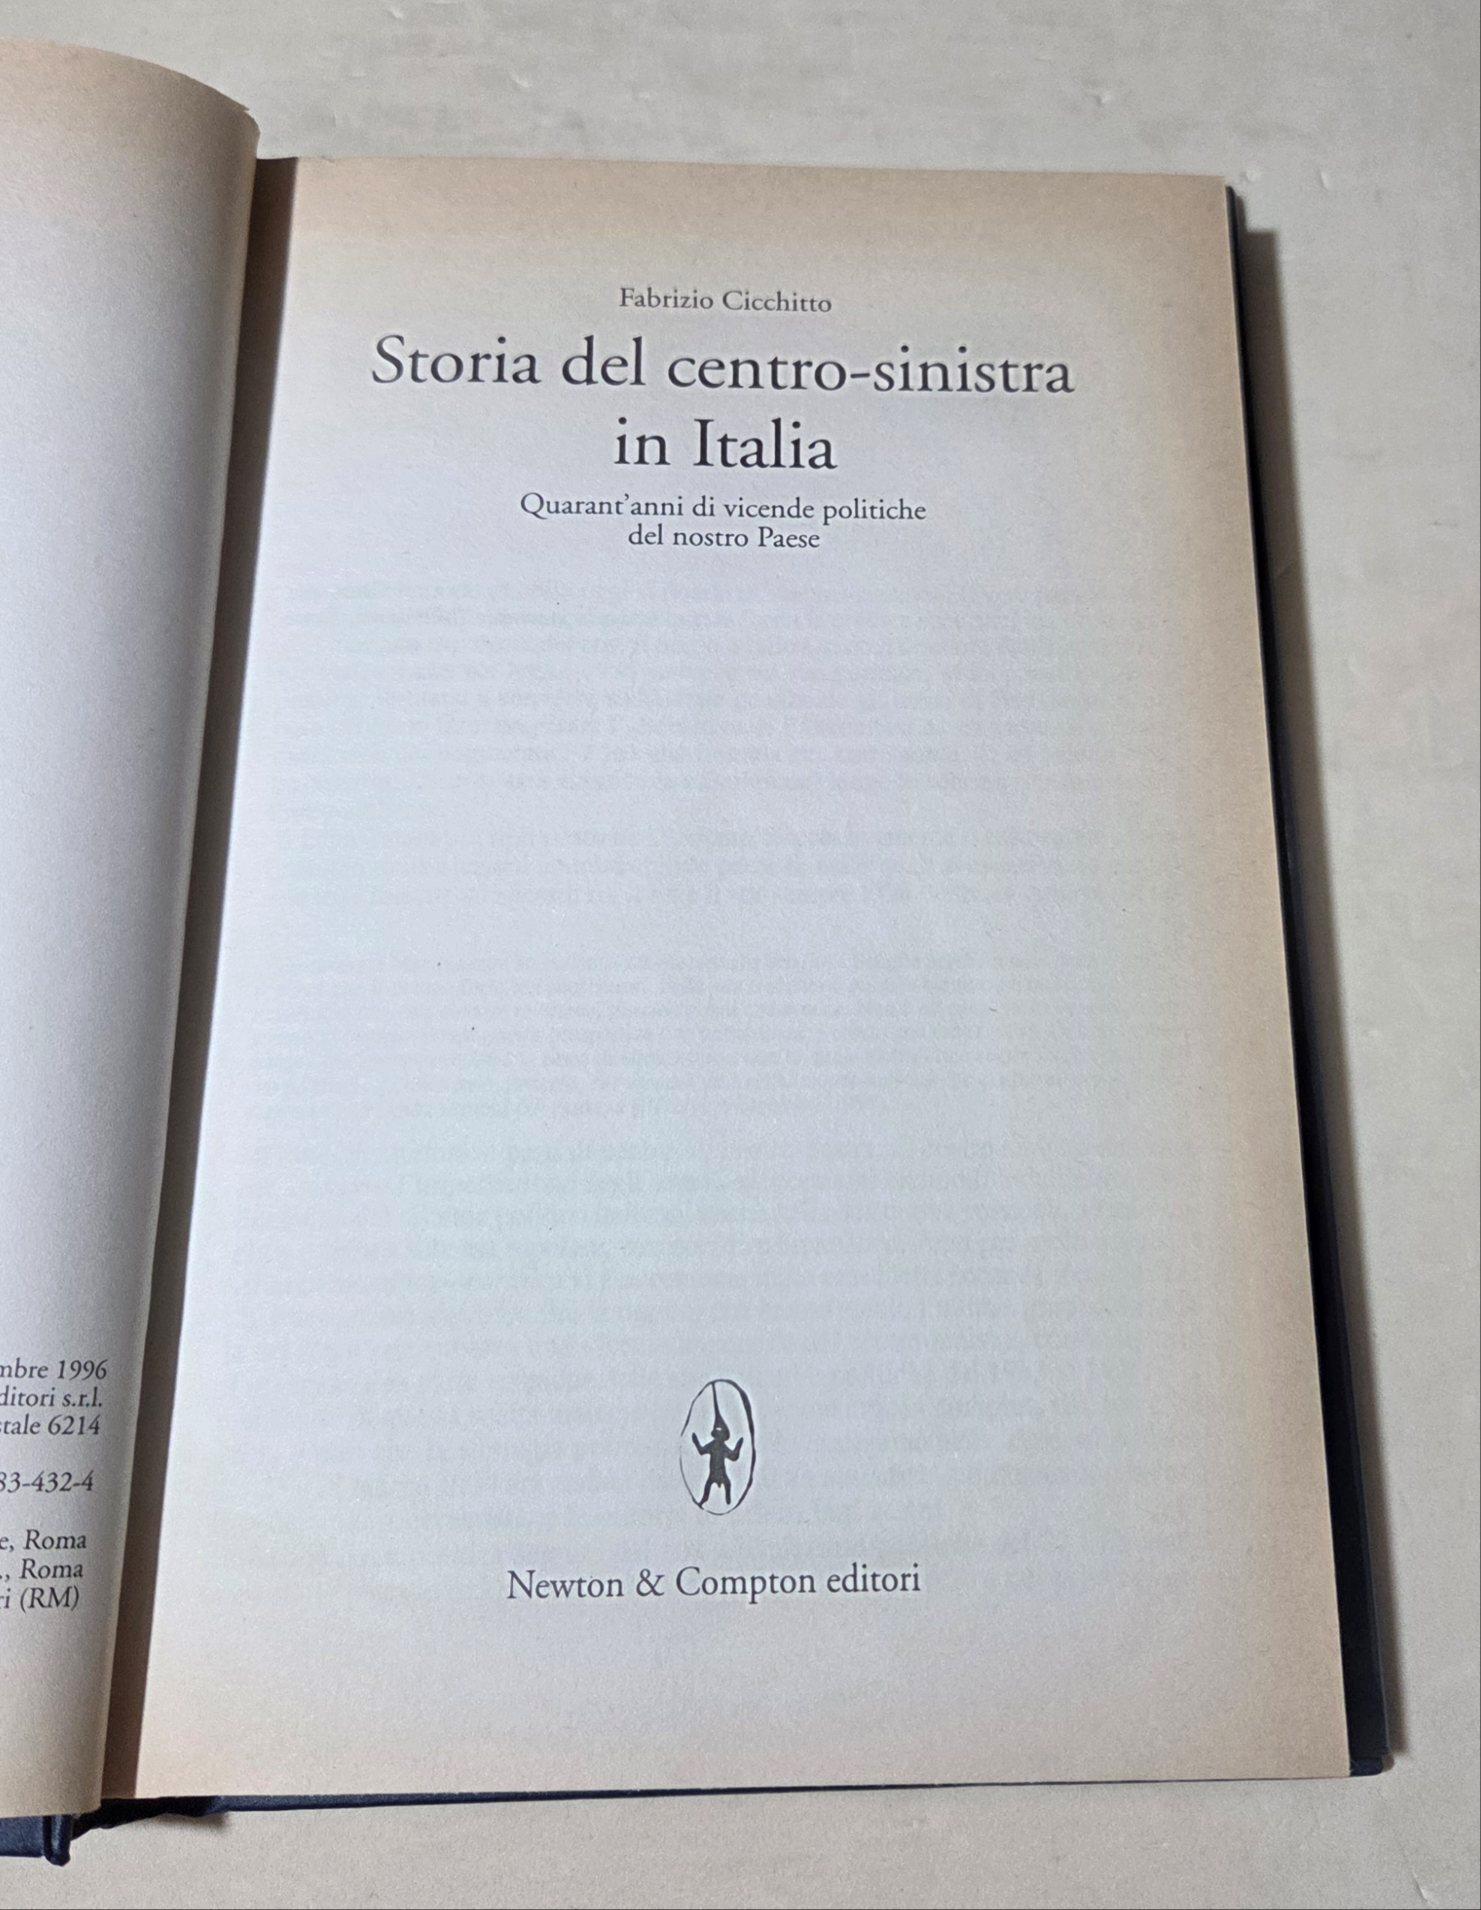 mbre 1996
ditori s.r.l.
tale 6214
83-432-4
e, Roma
., Roma
i (RM)
Fabrizio Cicchitto
Storia del centro-sinistra
in Italia
Quarant'anni di vicende politiche
del nostro Paese
Newton & Compton editori